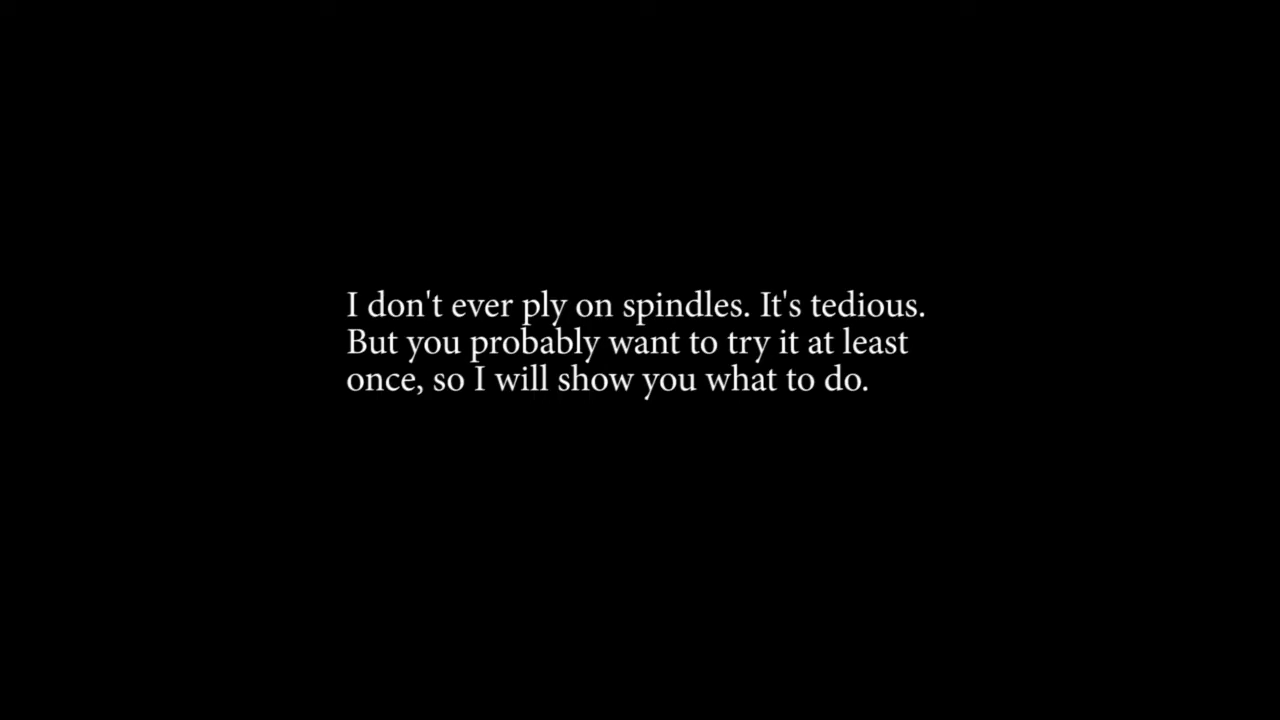 I don't ever ply on spindles. It's tedious.
But you probably want to try it at least
once, so I will show you what to do.